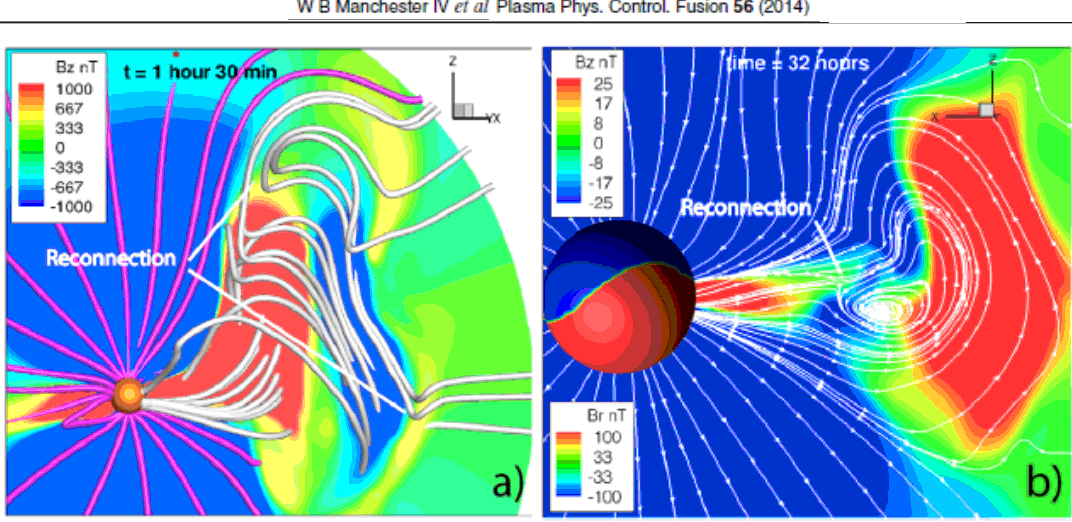 W B Manchester IV et al Plasma Phys. Control. Fusion 56 (2014)
Bz nT
1000
667
333
0
-333
-667
-1000
t = 1 hour 30 min
Z
YX
Reconnection
a)
Bz nT
25
17
8
0
-8
-17
-25
time = 32 hours
Z
X
Reconnection
Br nT
100
33
-33
-100
b)